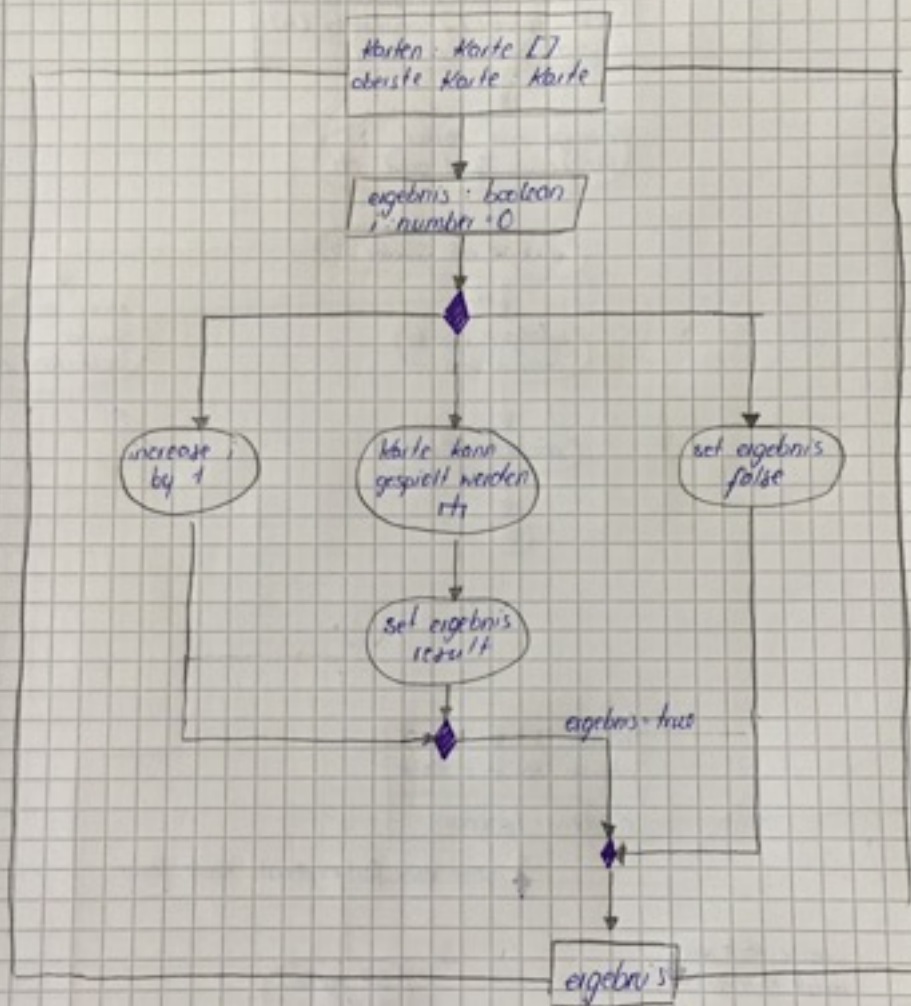 Karten : Karte []
oberste Karte : Karte
ergebnis : boolean
i : number = 0
increase i
by 1
Karte kann
gespielt werden
set ergebnis
false
set ergebnis
result
ergebnis = true
ergebnis